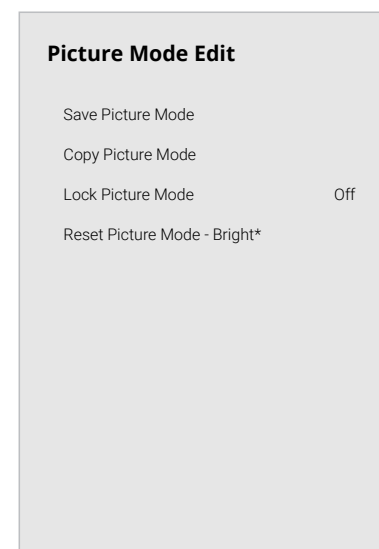 Picture Mode Edit
Save Picture Mode
Copy Picture Mode
Lock Picture Mode Off
Reset Picture Mode - Bright*